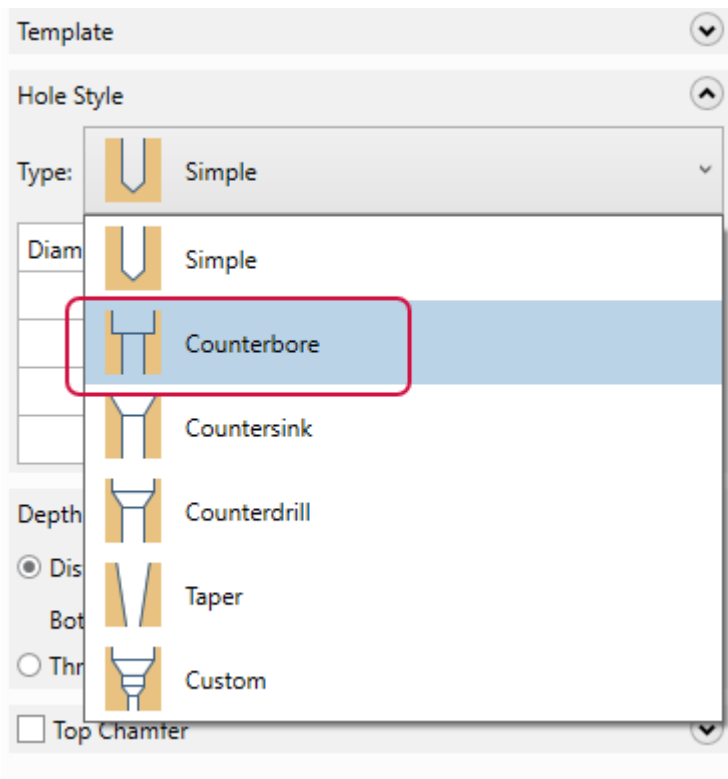 Template
Hole Style
Type: Simple
Diam
Simple
Counterbore
Countersink
Depth
Counterdrill
Dis
Taper
Bot
Thr
Custom
Top Chamfer